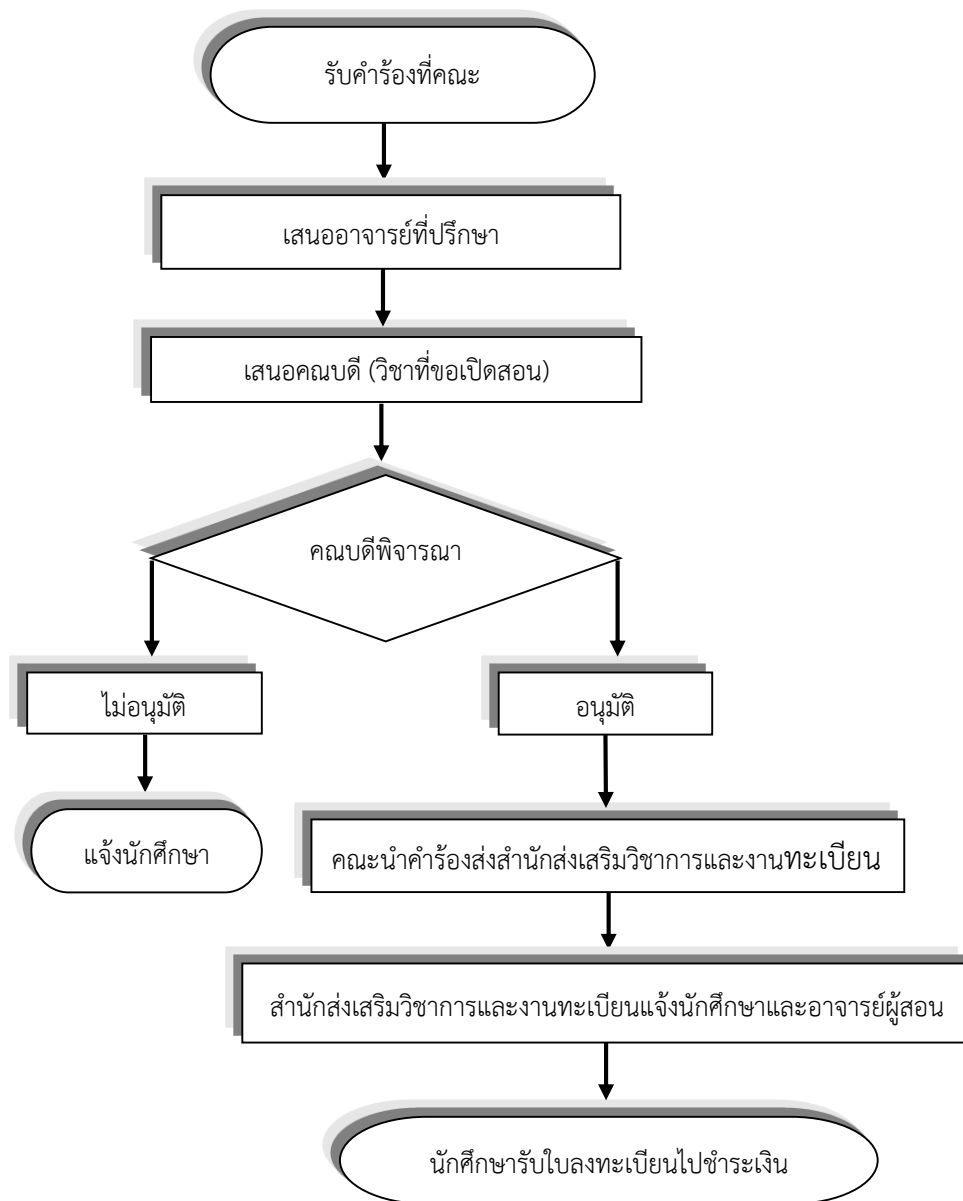 รับคำร้องที่คณะ
เสนออาจารย์ที่ปรึกษา
เสนอคณบดี (วิชาที่ขอเปิดสอน)
คณบดีพิจารณา
ไม่อนุมัติ
อนุมัติ
แจ้งนักศึกษา
คณะนำคำร้องส่งสำนักส่งเสริมวิชาการและงานทะเบียน
สำนักส่งเสริมวิชาการและงานทะเบียนแจ้งนักศึกษาและอาจารย์ผู้สอน
นักศึกษารับใบลงทะเบียนไปชำระเงิน